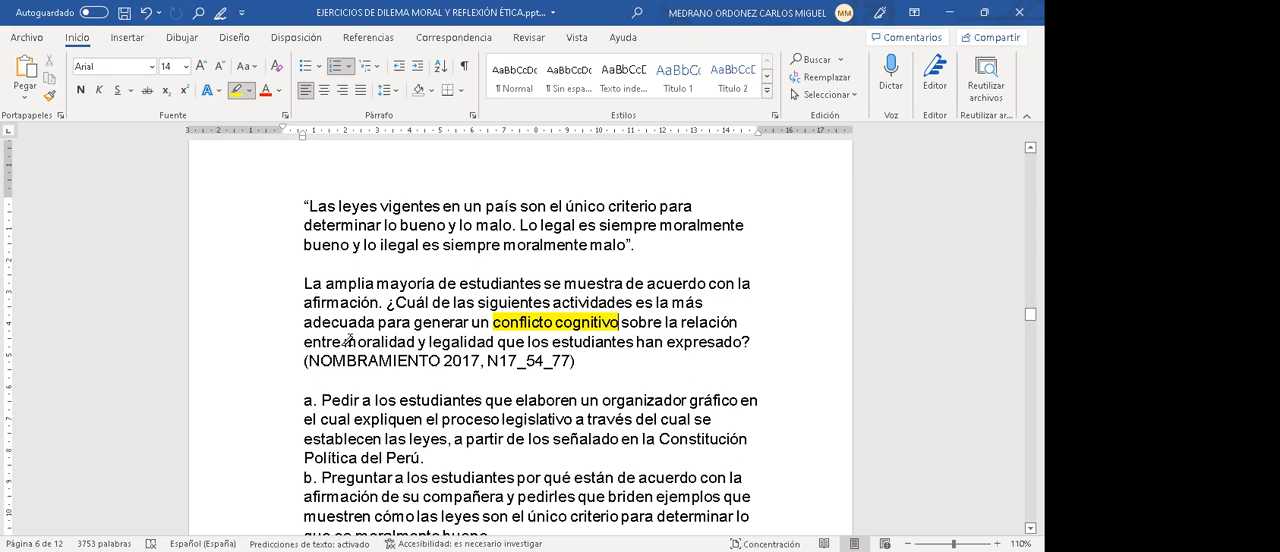 Autoguardado
EJERCICIOS DE DILEMA MORAL Y REFLEXIÓN ÉTICA.ppt...
MEDRANO ORDONEZ CARLOS MIGUEL
MM
Archivo Inicio Insertar Dibujar Diseño Disposición Referencias Correspondencia Revisar Vista Ayuda
Comentarios Compartir
Pegar
Arial 14
N K S ab x₂ x²
AaBbCcDc AaBbCcDc AaBbCcE AaBbCc AaBbCcD
¶ Normal ¶ Sin espa... Texto inde... Título 1 Título 2
Buscar
Reemplazar
Seleccionar
Dictar
Editor
Reutilizar
archivos
Portapapeles Fuente Párrafo Estilos Edición Voz Editor Reutilizar ar...
“Las leyes vigentes en un país son el único criterio para
determinar lo bueno y lo malo. Lo legal es siempre moralmente
bueno y lo ilegal es siempre moralmente malo”.
La amplia mayoría de estudiantes se muestra de acuerdo con la
afirmación. ¿Cuál de las siguientes actividades es la más
adecuada para generar un conflicto cognitivo sobre la relación
entre moralidad y legalidad que los estudiantes han expresado?
(NOMBRAMIENTO 2017, N17_54_77)
a. Pedir a los estudiantes que elaboren un organizador gráfico en
el cual expliquen el proceso legislativo a través del cual se
establecen las leyes, a partir de los señalado en la Constitución
Política del Perú.
b. Preguntar a los estudiantes por qué están de acuerdo con la
afirmación de su compañera y pedirles que briden ejemplos que
muestren cómo las leyes son el único criterio para determinar lo
que es moralmente bueno.
Página 6 de 12 3753 palabras Español (España) Predicciones de texto: activado Accesibilidad: es necesario investigar Concentración 110%